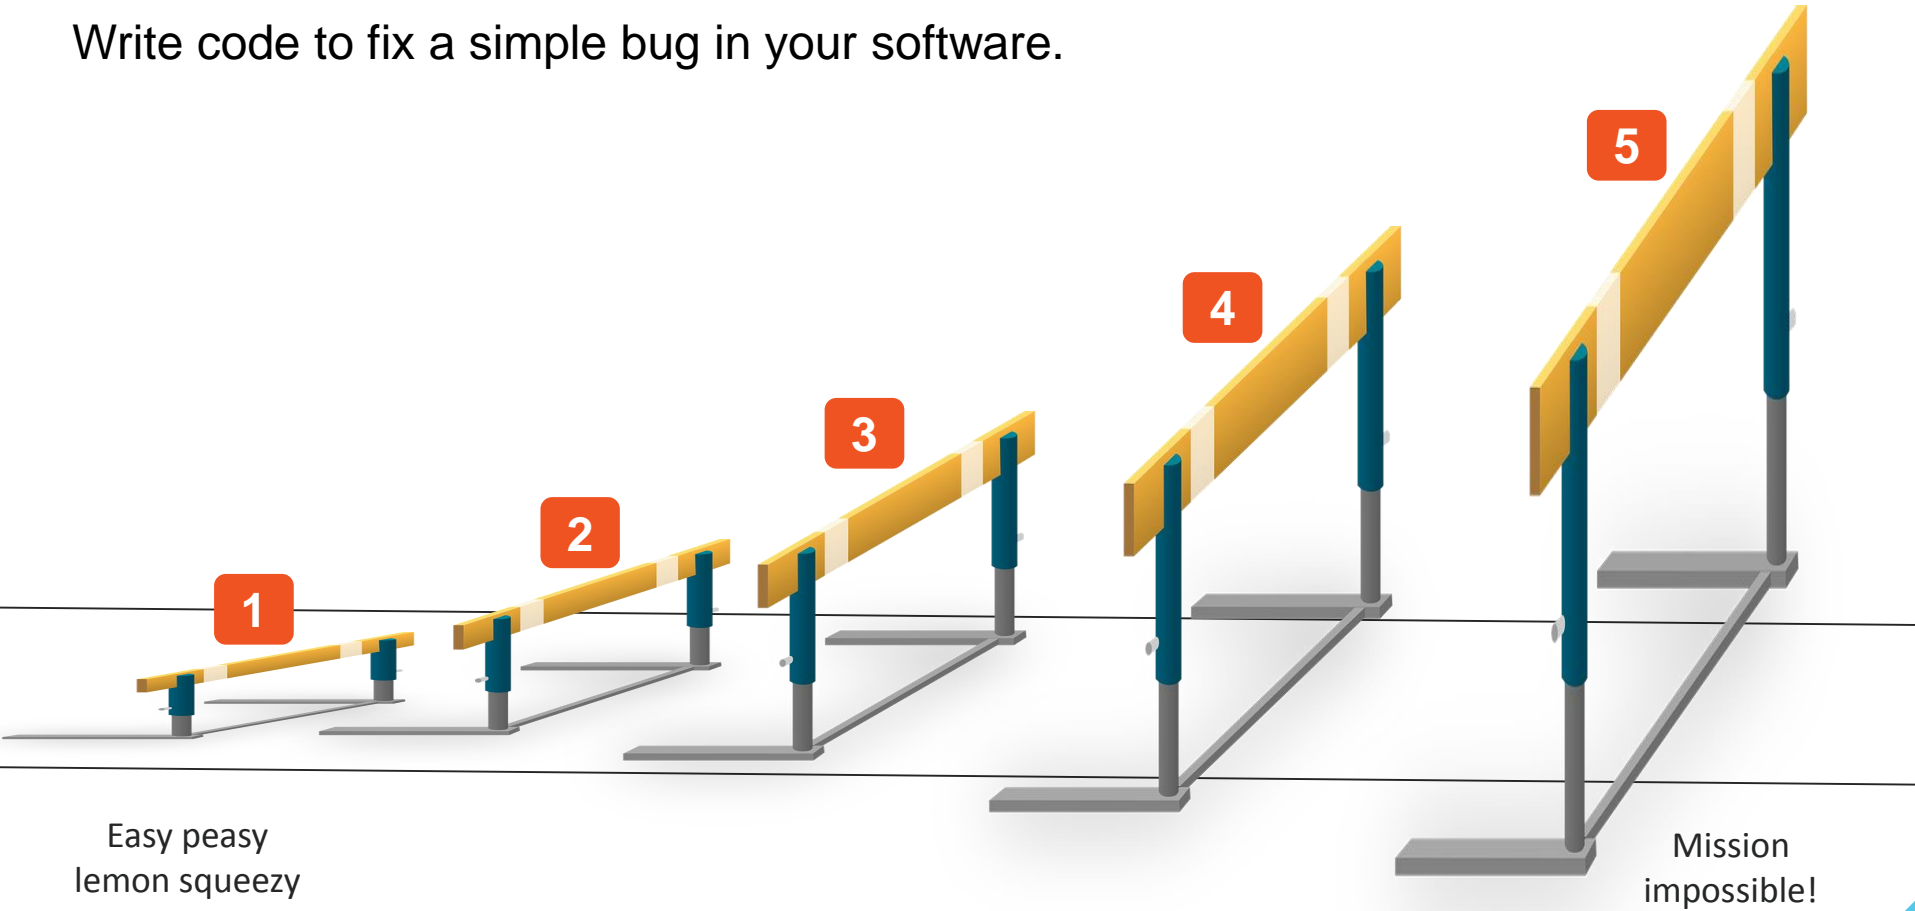 Write code to fix a simple bug in your software.
1
2
3
4
5
Easy peasy
lemon squeezy
Mission
impossible!